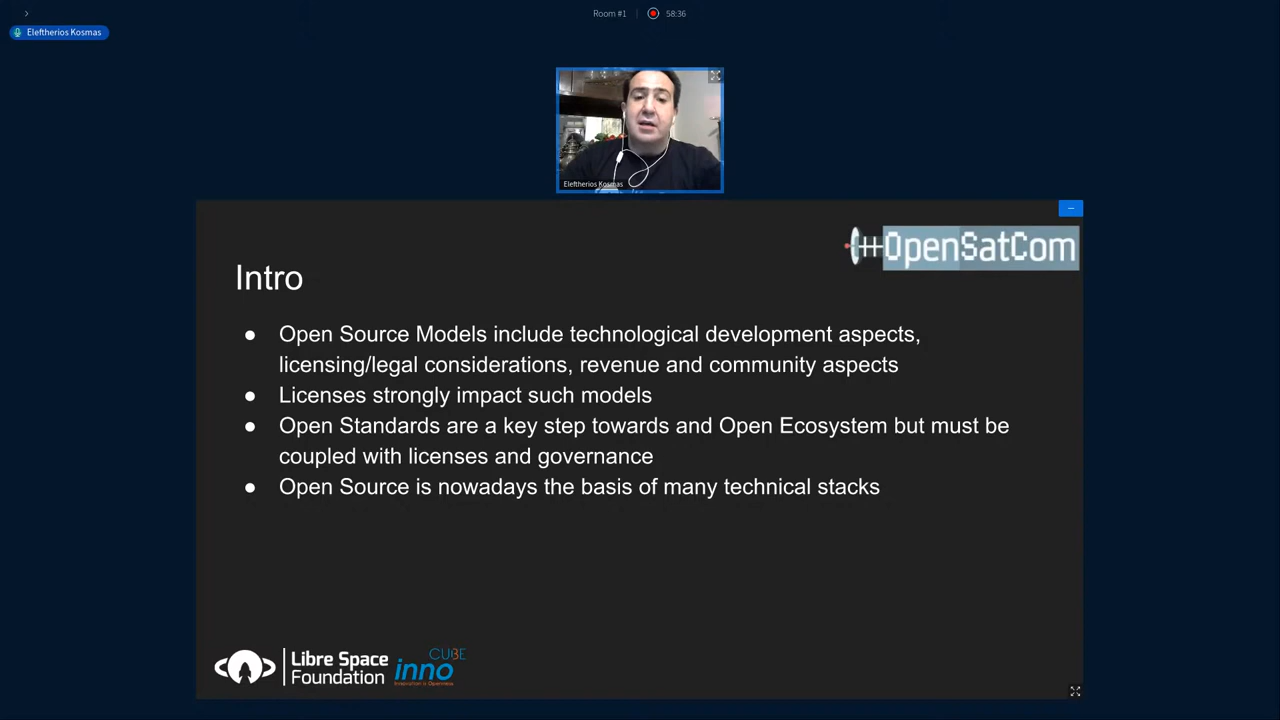 Room #1
58:36
Eleftherios Kosmas
Eleftherios Kosmas
OpenSatCom
Intro
● Open Source Models include technological development aspects,
licensing/legal considerations, revenue and community aspects
● Licenses strongly impact such models
● Open Standards are a key step towards and Open Ecosystem but must be
coupled with licenses and governance
● Open Source is nowadays the basis of many technical stacks
Libre Space
Foundation
CUBE
inno
Innovation is Openness